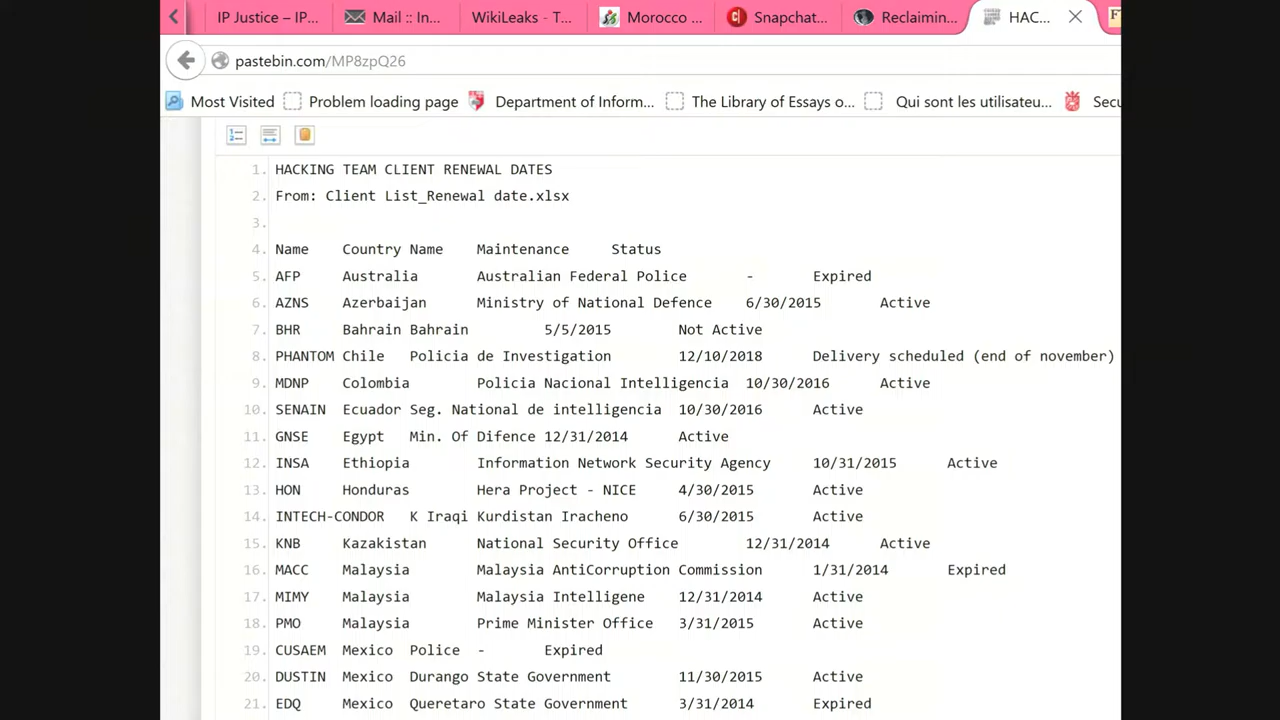 IP Justice – IP...
Mail :: In...
WikiLeaks - T...
Morocco ...
Snapchat...
Reclaimin...
HAC...
pastebin.com/MP8zpQ26
Most Visited
Problem loading page
Department of Inform...
The Library of Essays o...
Qui sont les utilisateu...
Secu
1. HACKING TEAM CLIENT RENEWAL DATES
2. From: Client List_Renewal date.xlsx
3.
4. Name Country Name Maintenance Status
5. AFP Australia Australian Federal Police - Expired
6. AZNS Azerbaijan Ministry of National Defence 6/30/2015 Active
7. BHR Bahrain Bahrain 5/5/2015 Not Active
8. PHANTOM Chile Policia de Investigation 12/10/2018 Delivery scheduled (end of november)
9. MDNP Colombia Policia Nacional Intelligencia 10/30/2016 Active
10. SENAIN Ecuador Seg. National de intelligencia 10/30/2016 Active
11. GNSE Egypt Min. Of Difence 12/31/2014 Active
12. INSA Ethiopia Information Network Security Agency 10/31/2015 Active
13. HON Honduras Hera Project - NICE 4/30/2015 Active
14. INTECH-CONDOR K Iraqi Kurdistan Iracheno 6/30/2015 Active
15. KNB Kazakistan National Security Office 12/31/2014 Active
16. MACC Malaysia Malaysia AntiCorruption Commission 1/31/2014 Expired
17. MIMY Malaysia Malaysia Intelligene 12/31/2014 Active
18. PMO Malaysia Prime Minister Office 3/31/2015 Active
19. CUSAEM Mexico Police - Expired
20. DUSTIN Mexico Durango State Government 11/30/2015 Active
21. EDQ Mexico Queretaro State Government 3/31/2014 Expired